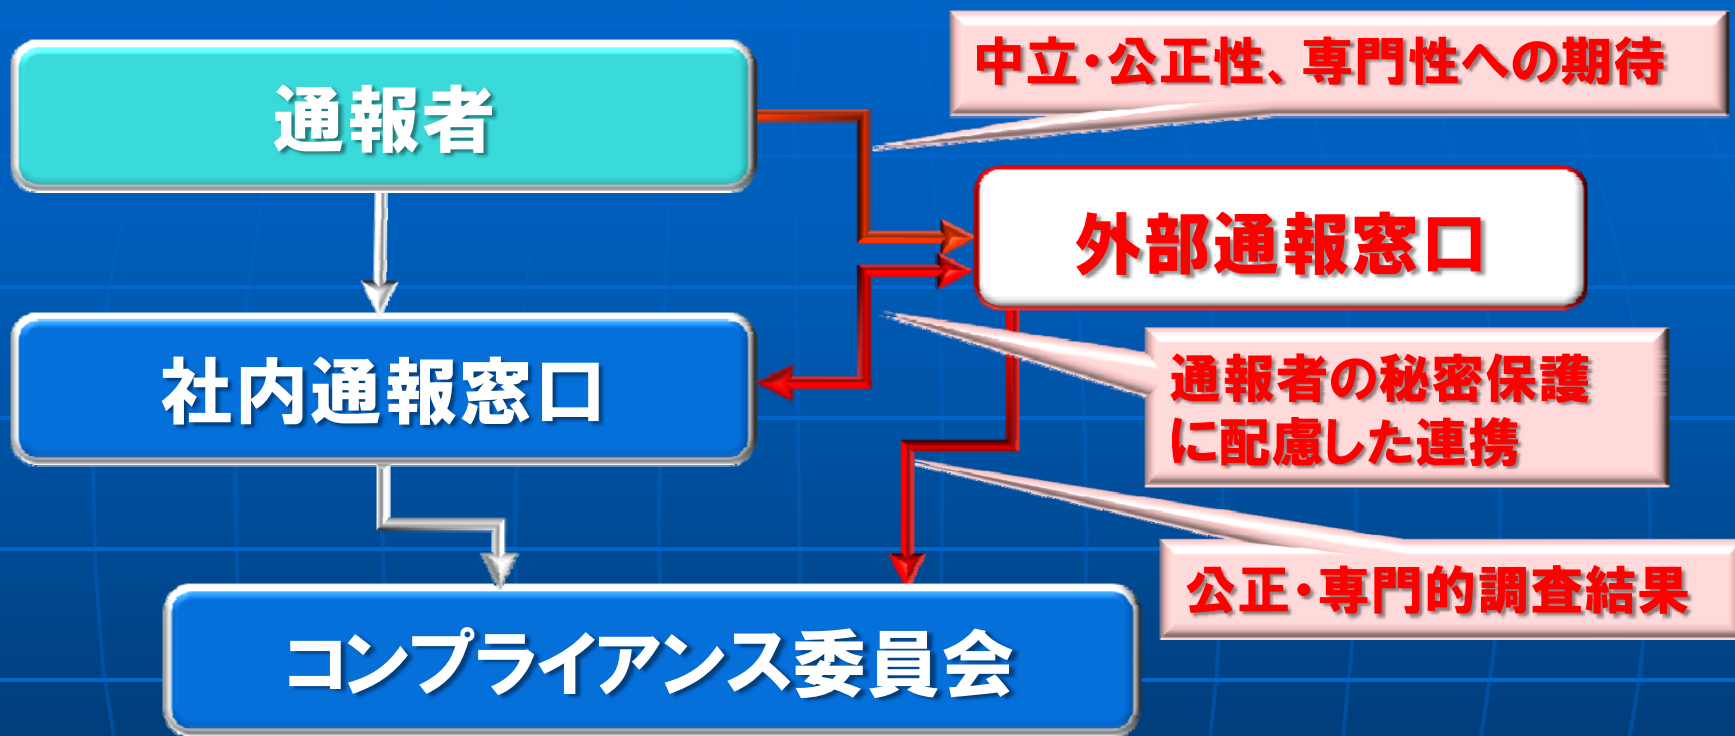 中立・公正性、専門性への期待
通報者
外部通報窓口
社内通報窓口
通報者の秘密保護
に配慮した連携
公正・専門的調査結果
コンプライアンス委員会